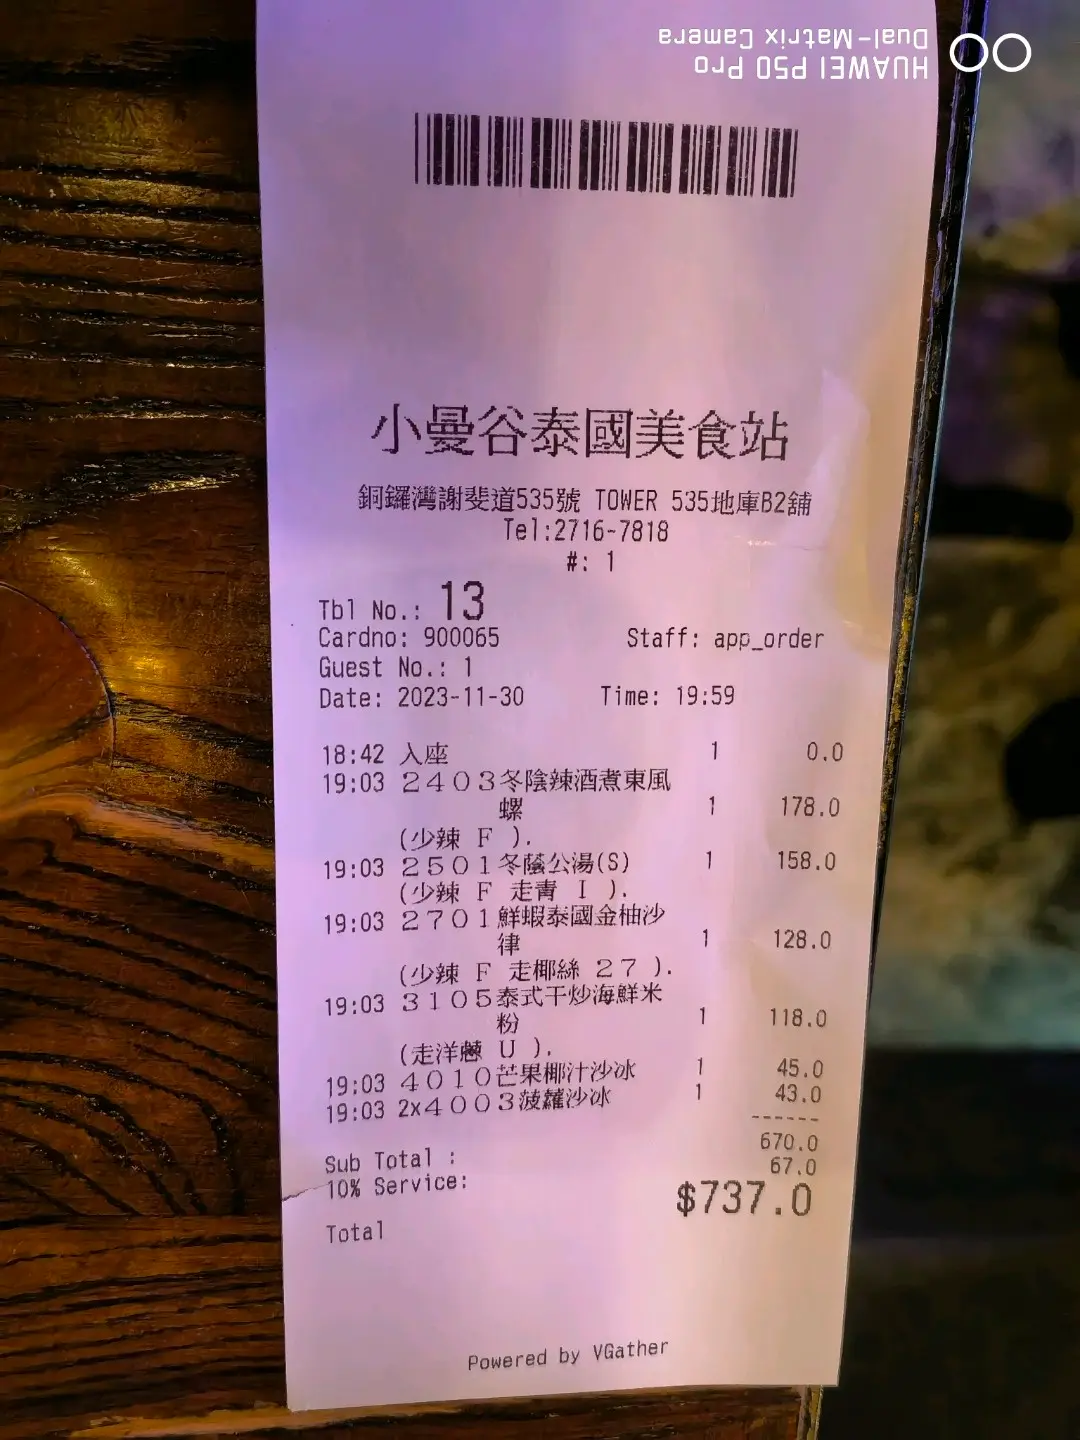 HUAWEI P50 Pro
Dual-Matrix Camera
小曼谷泰國美食站
銅鑼灣謝斐道535號 TOWER 535地庫B2舖
Tel:2716-7818
#: 1
Tbl No.: 13
Cardno: 900065 Staff: app_order
Guest No.: 1
Date: 2023-11-30 Time: 19:59
18:42 入座 1 0.0
19:03 2403冬陰辣酒煮東風
螺 1 178.0
(少辣 F ).
19:03 2501冬蔭公湯(S) 1 158.0
(少辣 F 走青 I ).
19:03 2701鮮蝦泰國金柚沙
律 1 128.0
(少辣 F 走椰絲 27 ).
19:03 3105泰式干炒海鮮米
粉 1 118.0
(走洋蔥 U ).
19:03 4010芒果椰汁沙冰 1 45.0
19:03 2x4003菠蘿沙冰 1 43.0
------
Sub Total : 670.0
10% Service: 67.0
Total $737.0
Powered by VGather